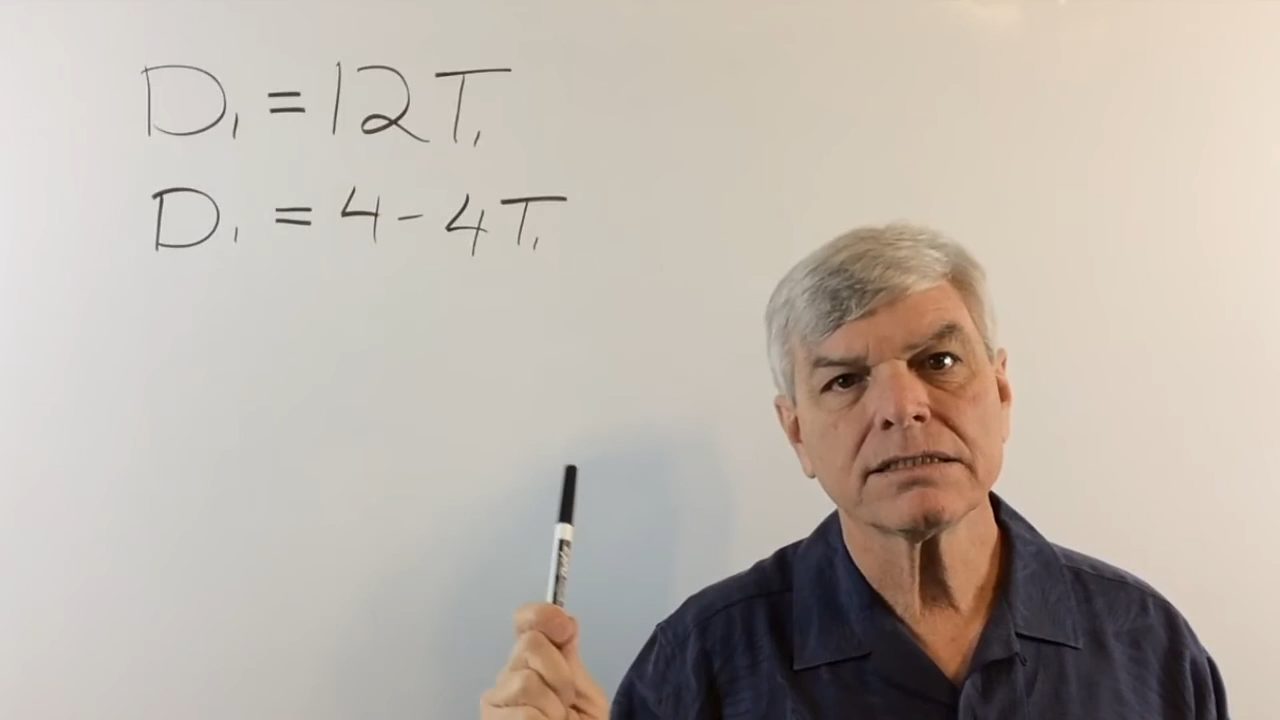 D₁ = 12T₁
D₁ = 4 - 4T₁